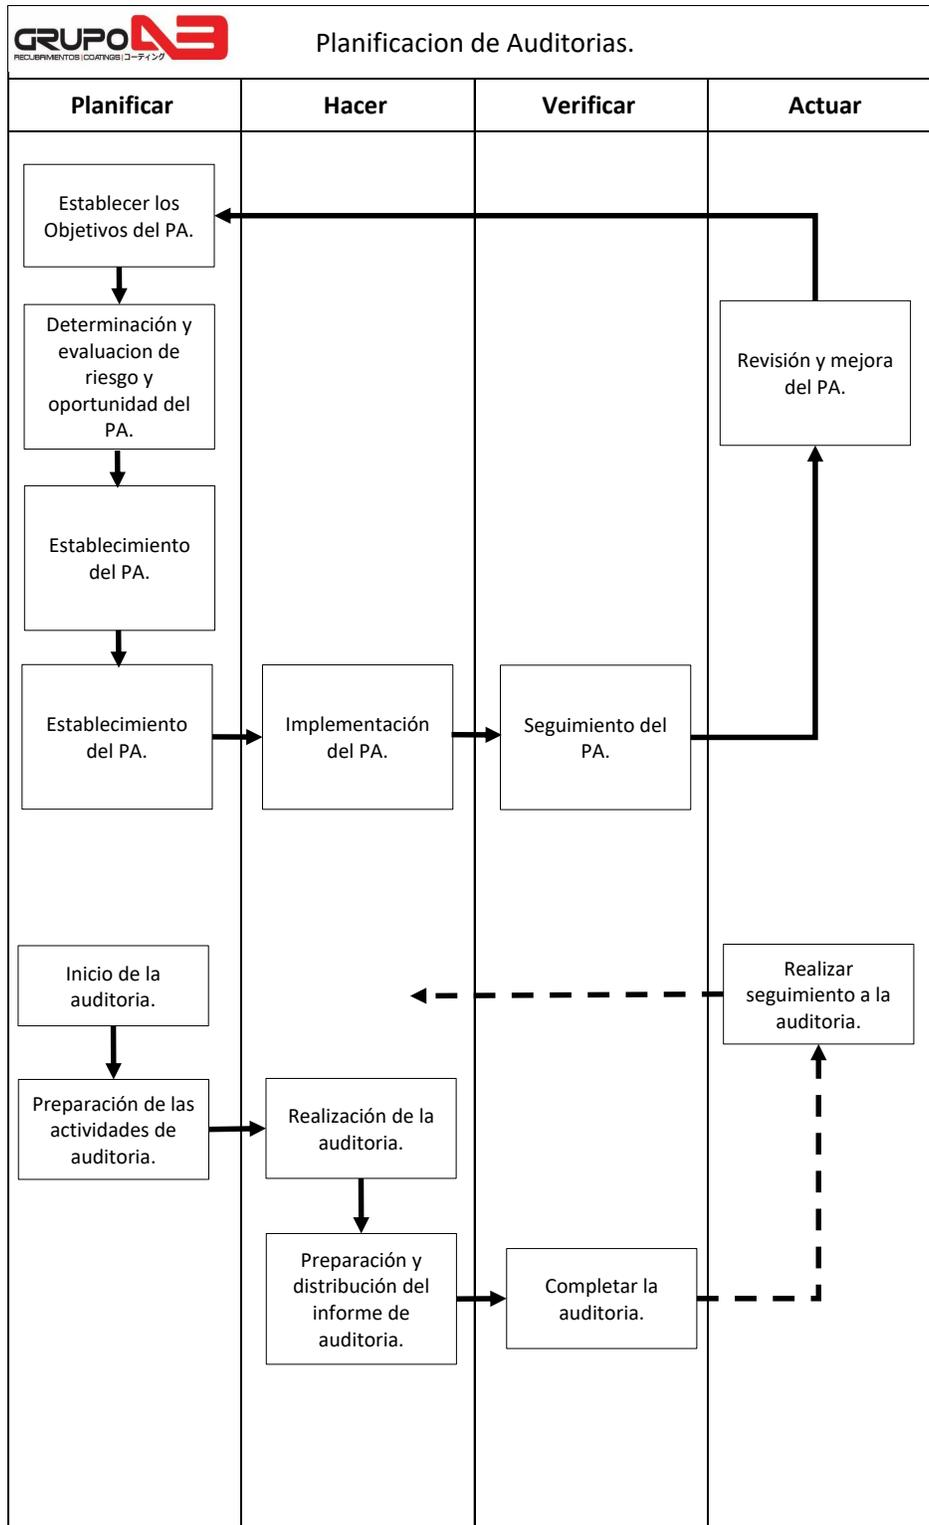 GRUPO A3
RECUBRIMIENTOS | COATINGS | コーティング
Planificacion de Auditorias.
Planificar
Hacer
Verificar
Actuar
Establecer los
Objetivos del PA.
Determinación y
evaluacion de
riesgo y
oportunidad del
PA.
Revisión y mejora
del PA.
Establecimiento
del PA.
Establecimiento
del PA.
Implementación
del PA.
Seguimiento del
PA.
Inicio de la
auditoria.
Realizar
seguimiento a la
auditoria.
Preparación de las
actividades de
auditoria.
Realización de la
auditoria.
Preparación y
distribución del
informe de
auditoria.
Completar la
auditoria.